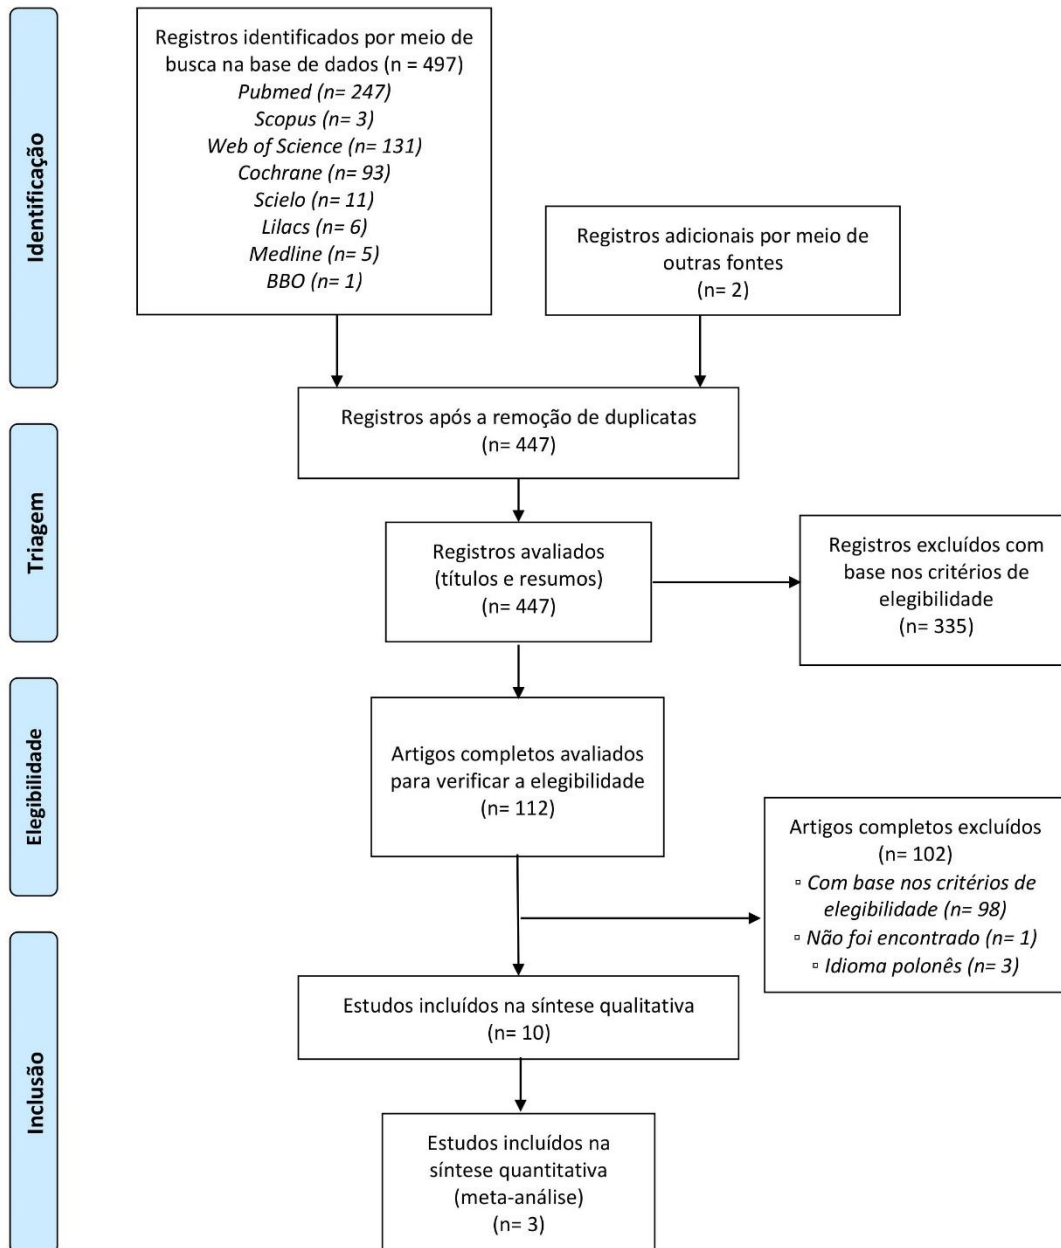 Identificação
Registros identificados por meio de
busca na base de dados (n = 497)
Pubmed (n= 247)
Scopus (n= 3)
Web of Science (n= 131)
Cochrane (n= 93)
Scielo (n= 11)
Lilacs (n= 6)
Medline (n= 5)
BBO (n= 1)
Registros adicionais por meio de
outras fontes
(n= 2)
Registros após a remoção de duplicatas
(n= 447)
Triagem
Registros avaliados
(títulos e resumos)
(n= 447)
Registros excluídos com
base nos critérios de
elegibilidade
(n= 335)
Elegibilidade
Artigos completos avaliados
para verificar a elegibilidade
(n= 112)
Artigos completos excluídos
(n= 102)
▫ Com base nos critérios de
elegibilidade (n= 98)
▫ Não foi encontrado (n= 1)
▫ Idioma polonês (n= 3)
Inclusão
Estudos incluídos na síntese qualitativa
(n= 10)
Estudos incluídos na
síntese quantitativa
(meta-análise)
(n= 3)